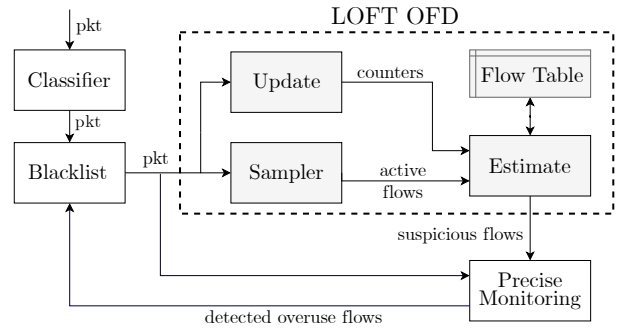 LOFT OFD
pkt
Classifier
Update
counters
Flow Table
pkt
Blacklist
pkt
Sampler
active
flows
Estimate
suspicious flows
Precise
Monitoring
detected overuse flows